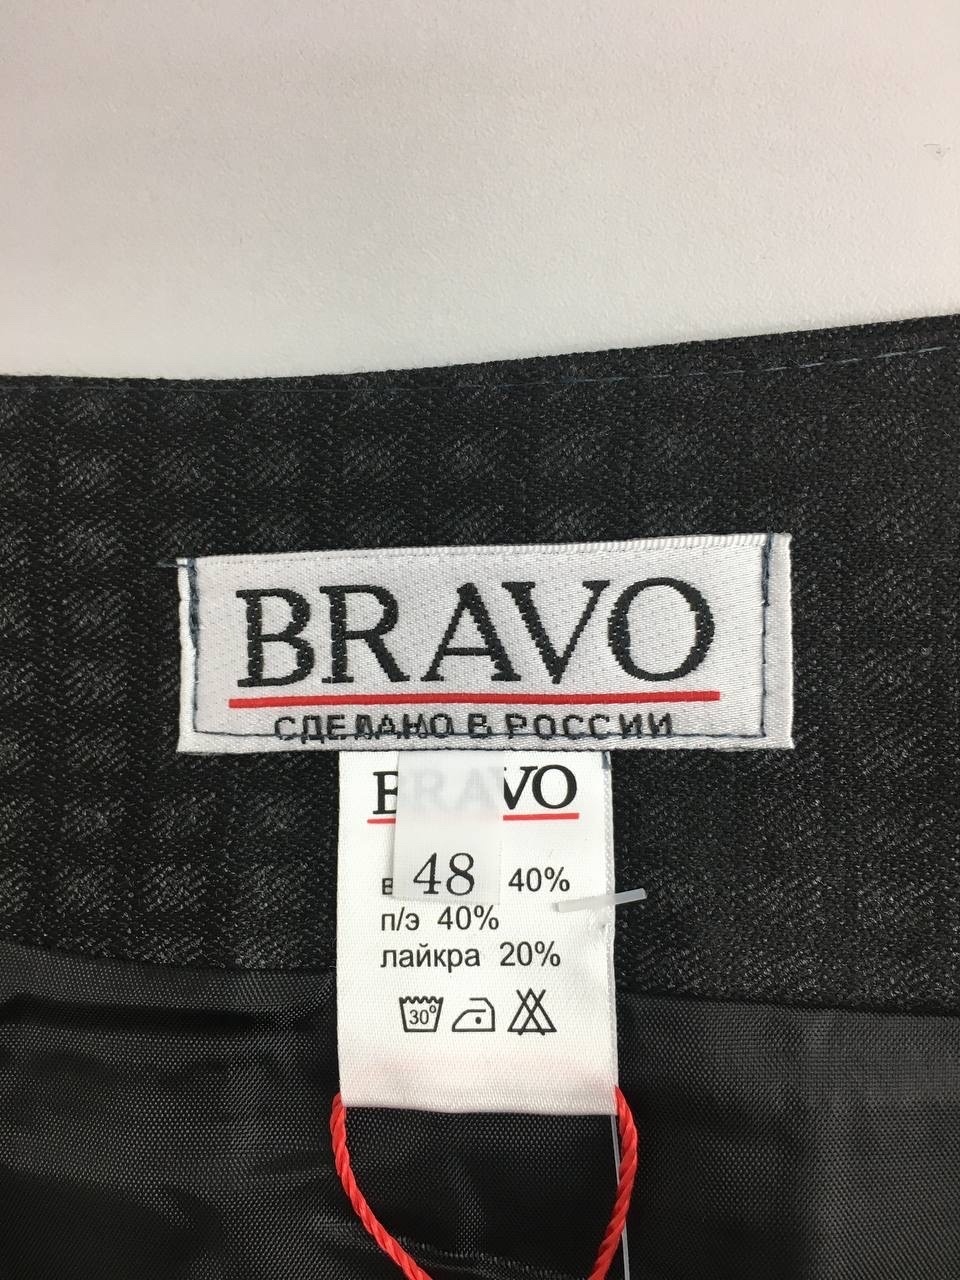 BRAVO
СДЕЛАНО В РОССИИ
BRAVO
48
40%
п/э 40%
лайкра 20%
30°